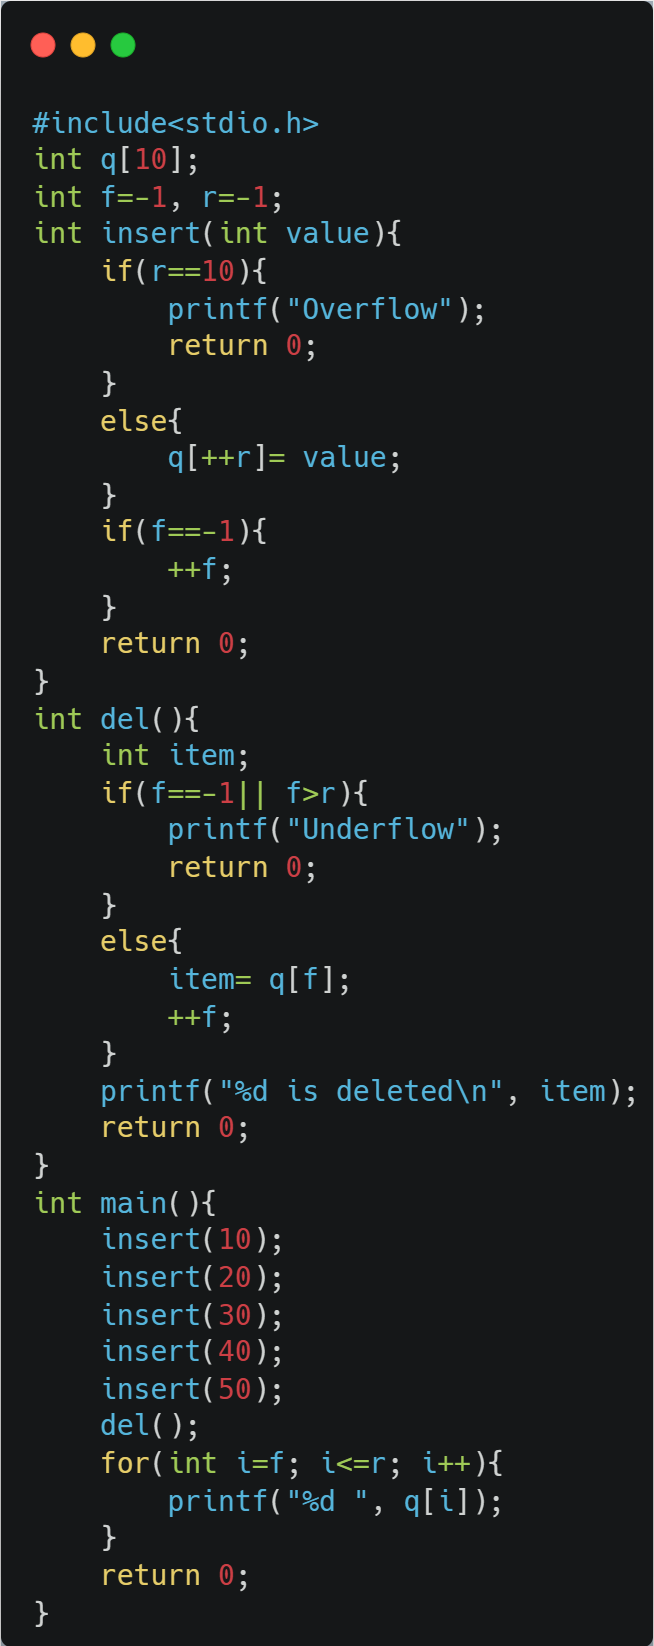 #include<stdio.h>
int q[10];
int f=-1, r=-1;
int insert(int value){
    if(r==10){
        printf("Overflow");
        return 0;
    }
    else{
        q[++r]= value;
    }
    if(f==-1){
        ++f;
    }
    return 0;
}
int del(){
    int item;
    if(f==-1|| f>r){
        printf("Underflow");
        return 0;
    }
    else{
        item= q[f];
        ++f;
    }
    printf("%d is deleted\n", item);
    return 0;
}
int main(){
    insert(10);
    insert(20);
    insert(30);
    insert(40);
    insert(50);
    del();
    for(int i=f; i<=r; i++){
        printf("%d ", q[i]);
    }
    return 0;
}